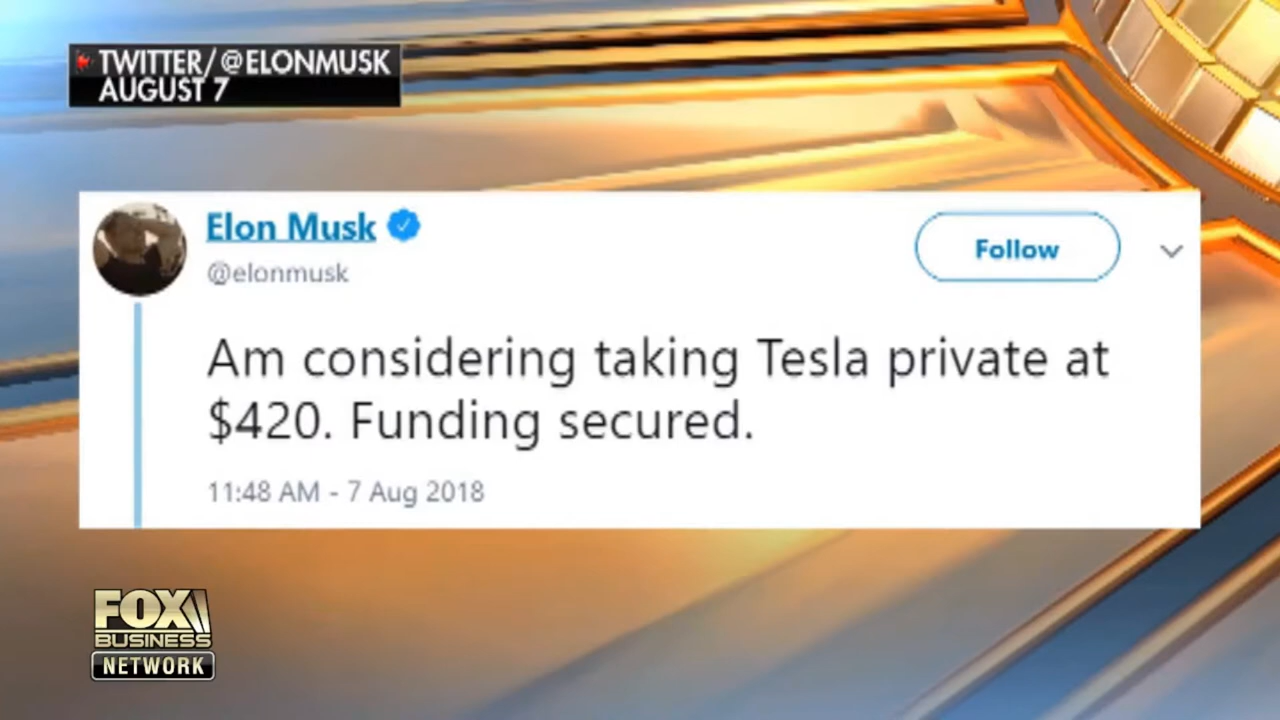 TWITTER/@ELONMUSK
AUGUST 7
Elon Musk
@elonmusk
Follow
Am considering taking Tesla private at
$420. Funding secured.
11:48 AM - 7 Aug 2018
FOX
BUSINESS
NETWORK